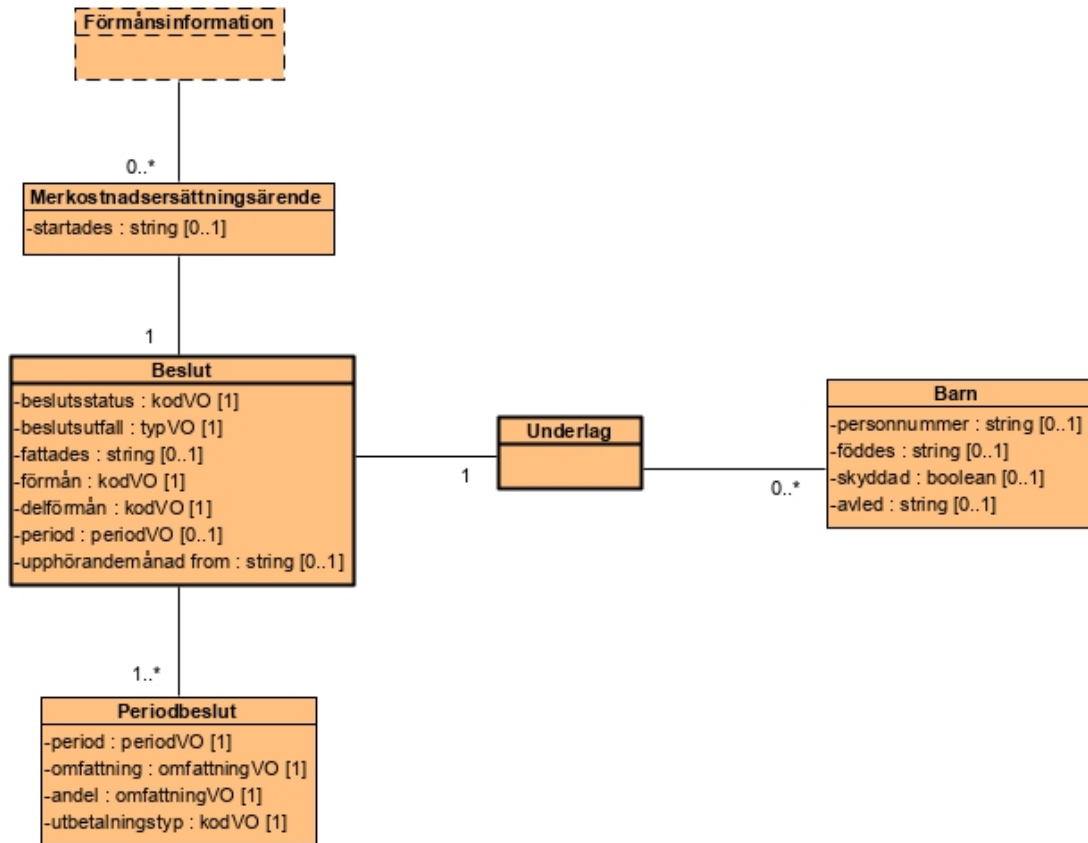 Förmånsinformation
0..*
Merkostnadsersättningsärende
-startades : string [0..1]
1
Beslut
-beslutsstatus : kodVO [1]
-beslutsutfall : typVO [1]
-fattades : string [0..1]
-förmån : kodVO [1]
-delförmån : kodVO [1]
-period : periodVO [0..1]
-upphörandemånad from : string [0..1]
1
Underlag
0..*
Barn
-personnummer : string [0..1]
-föddes : string [0..1]
-skyddad : boolean [0..1]
-avled : string [0..1]
1..*
Periodbeslut
-period : periodVO [1]
-omfattning : omfattningVO [1]
-andel : omfattningVO [1]
-utbetalningstyp : kodVO [1]